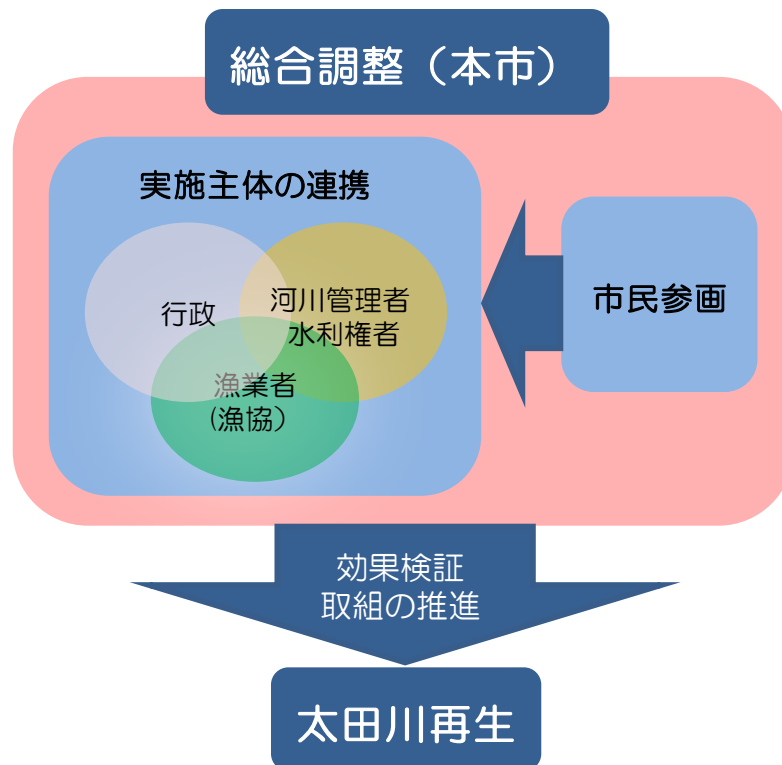 総合調整（本市）
実施主体の連携
行政
河川管理者
水利権者
漁業者
(漁協）
市民参画
効果検証
取組の推進
太田川再生